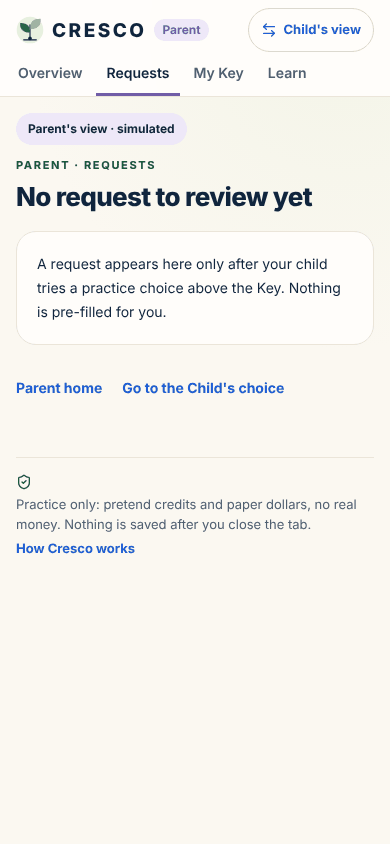 CRESCO Parent Child's view
Overview Requests My Key Learn
Parent's view · simulated
PARENT · REQUESTS
No request to review yet
A request appears here only after your child
tries a practice choice above the Key. Nothing
is pre-filled for you.
Parent home Go to the Child's choice
Practice only: pretend credits and paper dollars, no real
money. Nothing is saved after you close the tab.
How Cresco works